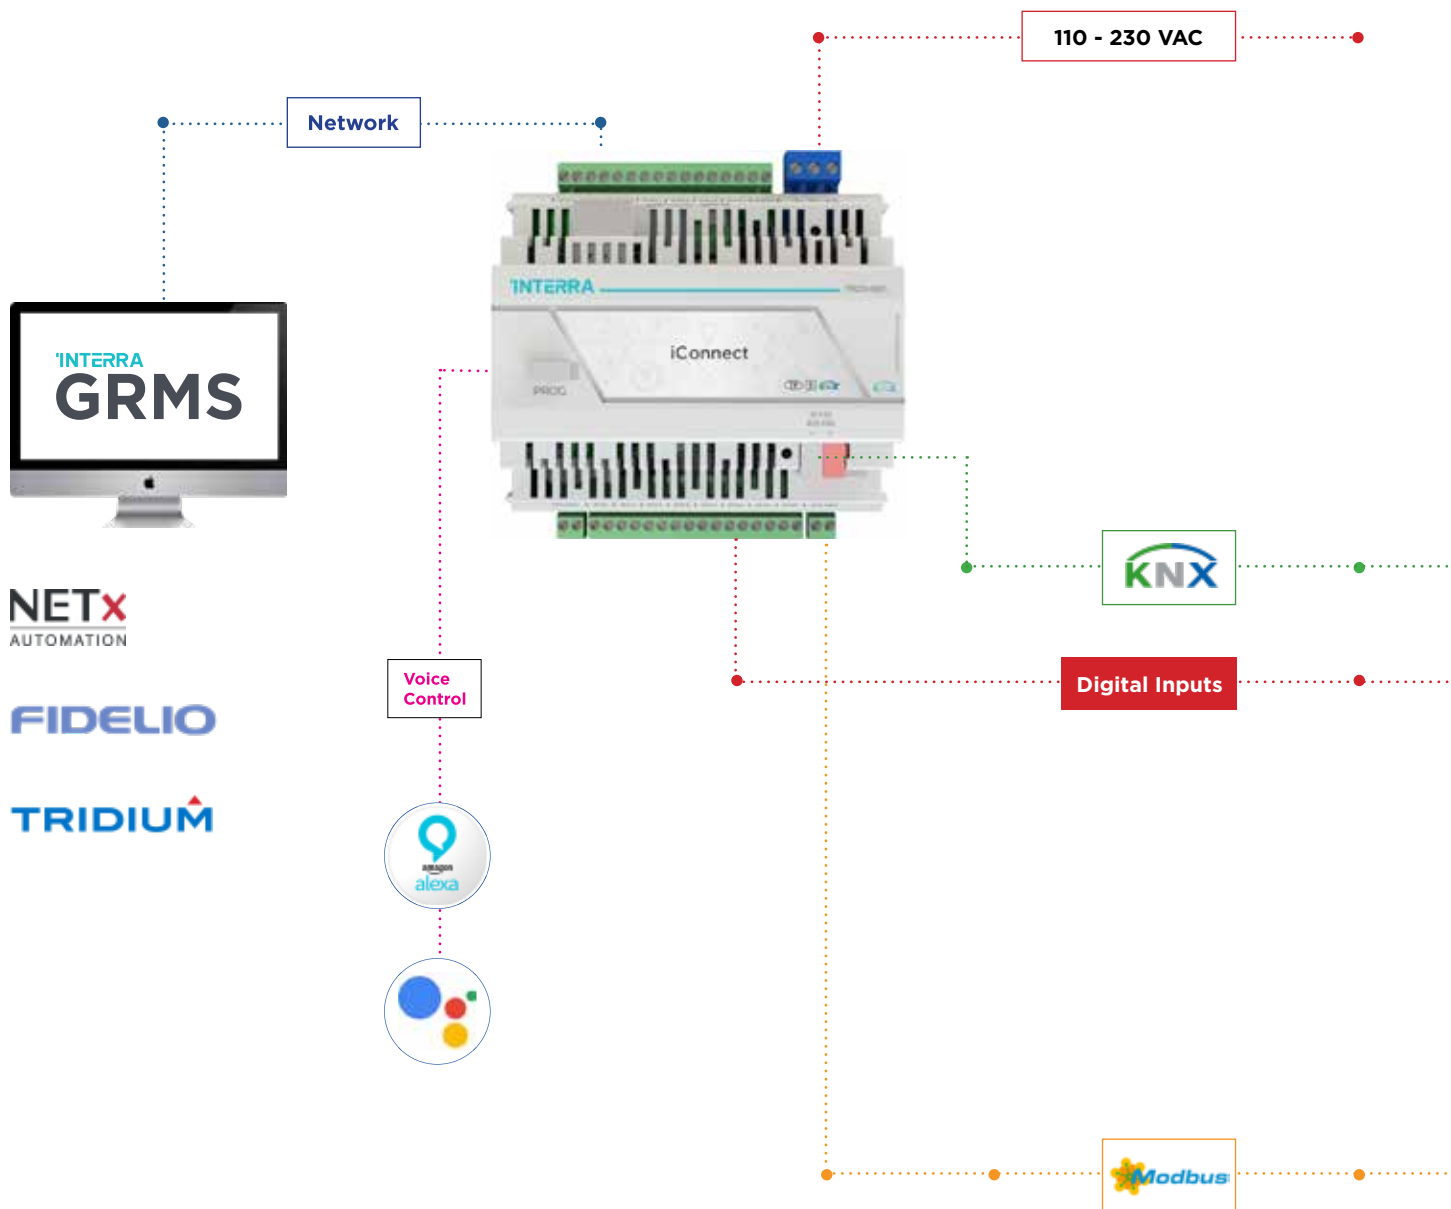 110 - 230 VAC
Network
INTERRA
iConnect
PROG
INTERRA
GRMS
KNX
NETX
AUTOMATION
Digital Inputs
Voice
Control
FIDELIO
TRIDIUM
amazon
alexa
Modbus